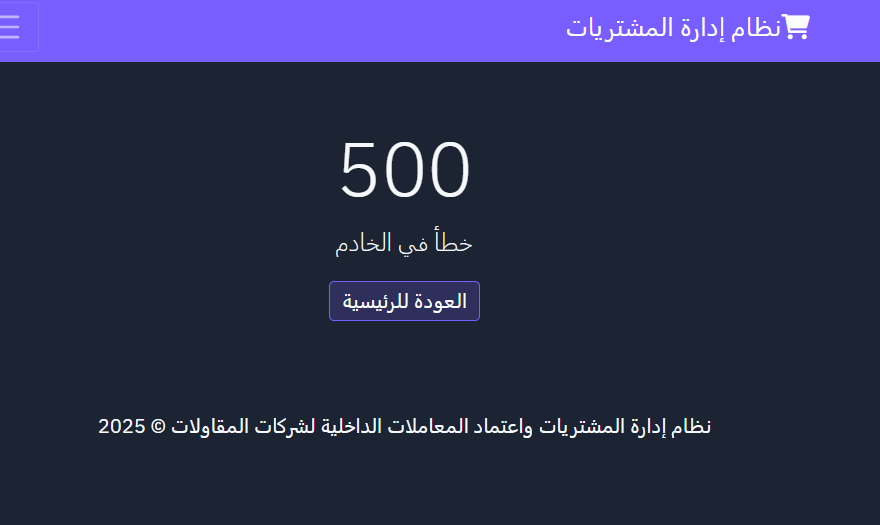 نظام إدارة المشتريات
500
خطأ في الخادم
العودة للرئيسية
نظام إدارة المشتريات واعتماد المعاملات الداخلية لشركات المقاولات © 2025